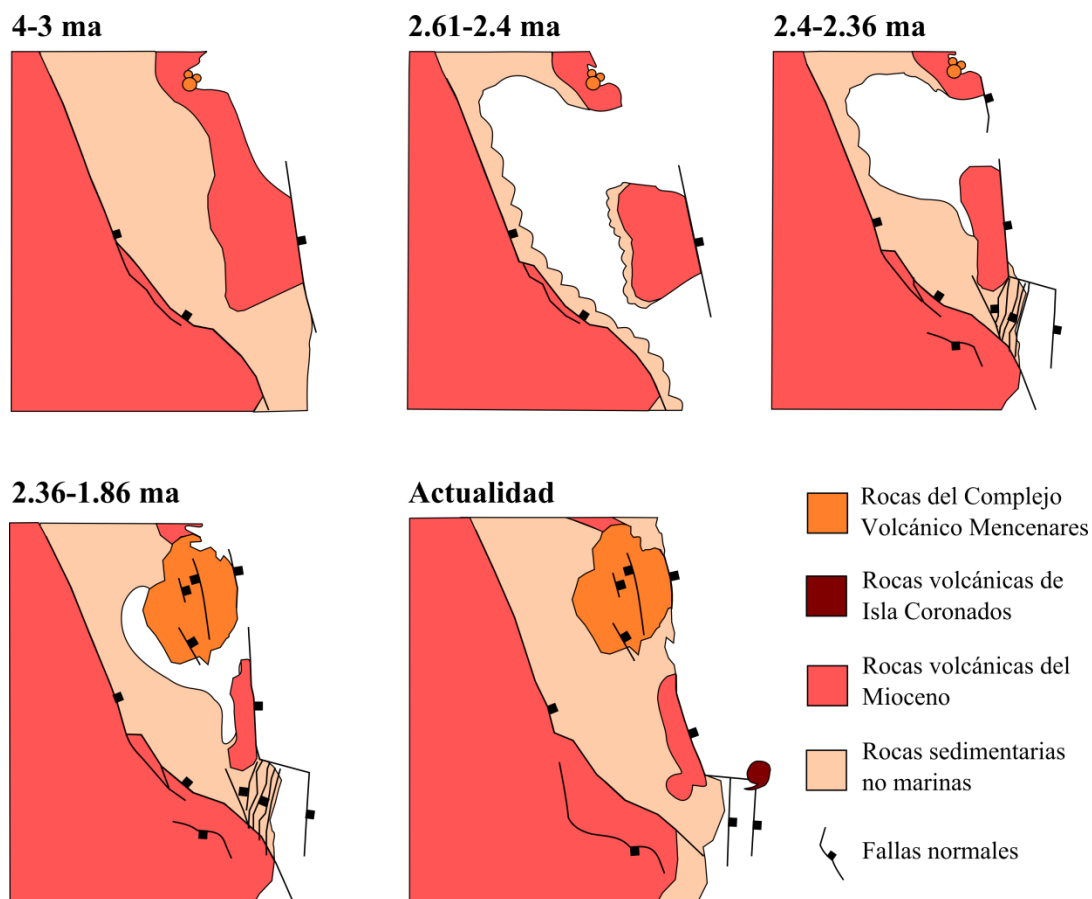 4-3 ma
2.61-2.4 ma
2.4-2.36 ma
2.36-1.86 ma
Actualidad
Rocas del Complejo
Volcánico Mencenares
Rocas volcánicas de
Isla Coronados
Rocas volcánicas del
Mioceno
Rocas sedimentarias
no marinas
Fallas normales